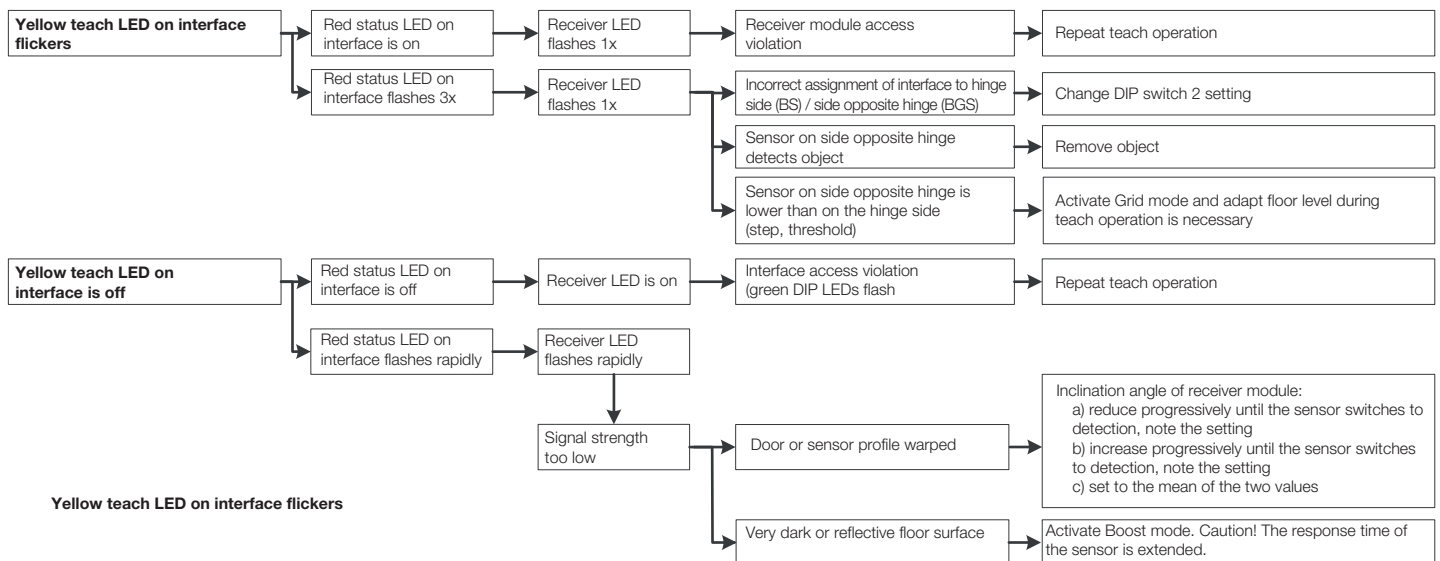 Yellow teach LED on interface
flickers
Red status LED on
interface is on
Receiver LED
flashes 1x
Receiver module access
violation
Repeat teach operation
Red status LED on
interface flashes 3x
Receiver LED
flashes 1x
Incorrect assignment of interface to hinge
side (BS) / side opposite hinge (BGS)
Change DIP switch 2 setting
Sensor on side opposite hinge
detects object
Remove object
Sensor on side opposite hinge is
lower than on the hinge side
(step, threshold)
Activate Grid mode and adapt floor level during
teach operation is necessary
Yellow teach LED on
interface is off
Red status LED on
interface is off
Receiver LED is on
Interface access violation
(green DIP LEDs flash
Repeat teach operation
Red status LED on
interface flashes rapidly
Receiver LED
flashes rapidly
Signal strength
too low
Door or sensor profile warped
Inclination angle of receiver module:
a) reduce progressively until the sensor switches to
detection, note the setting
b) increase progressively until the sensor switches
to detection, note the setting
c) set to the mean of the two values
Yellow teach LED on interface flickers
Very dark or reflective floor surface
Activate Boost mode. Caution! The response time of
the sensor is extended.